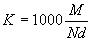 K = 1000 M/Nd